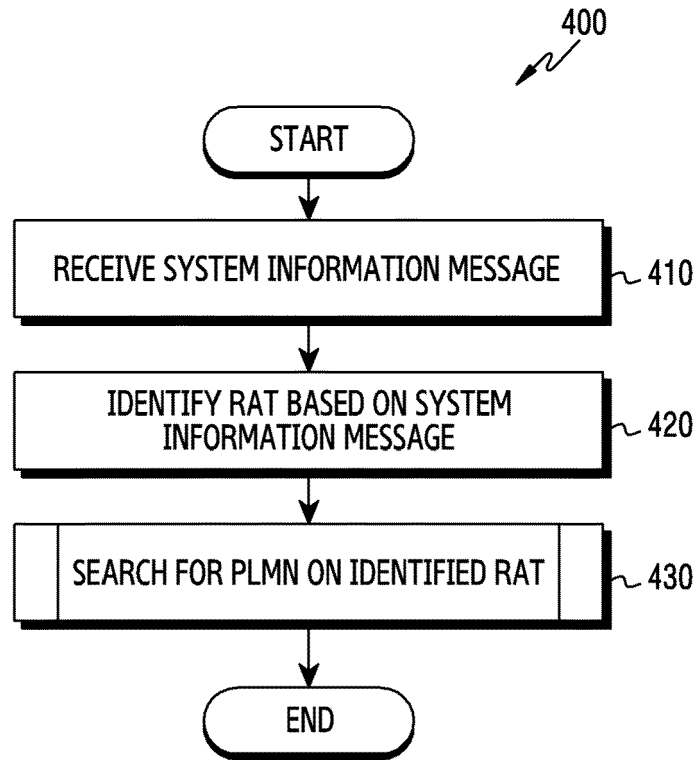 400
START
RECEIVE SYSTEM INFORMATION MESSAGE
410
IDENTIFY RAT BASED ON SYSTEM
INFORMATION MESSAGE
420
SEARCH FOR PLMN ON IDENTIFIED RAT
430
END